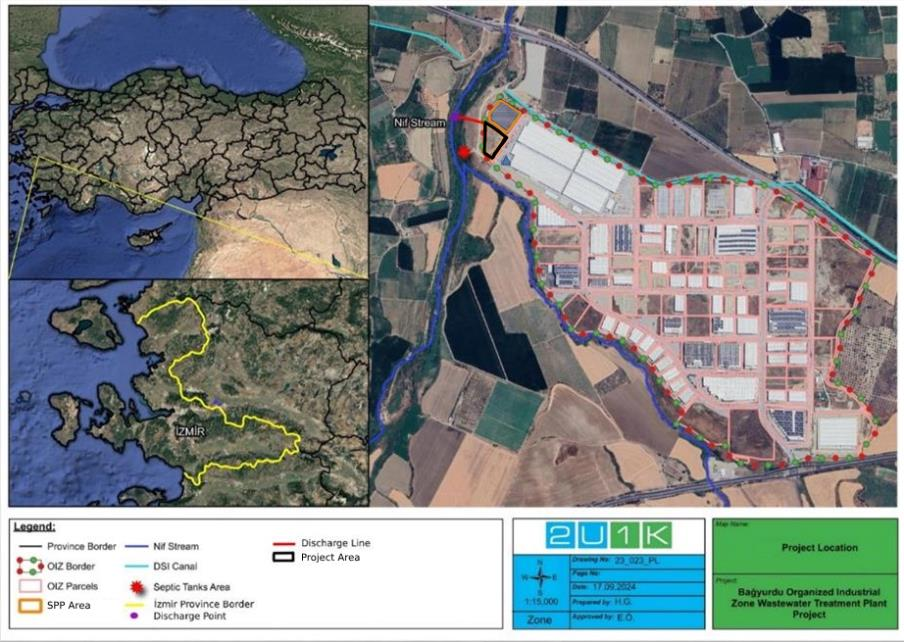 Nif Stream
İZMİR
Legend:
Province Border
OIZ Border
OIZ Parcels
SPP Area
Nif Stream
DSI Canal
Septic Tanks Area
İzmir Province Border
Discharge Point
Discharge Line
Project Area
2U1K
N
W E
S
1:15,000
Zone
Drawing No: 23_023_PL
Page No:
Date: 17.09.2024
Prepared by: H.G.
Approved by: E.Ö.
Map Name:
Project Location
Project:
Bağyurdu Organized Industrial
Zone Wastewater Treatment Plant
Project